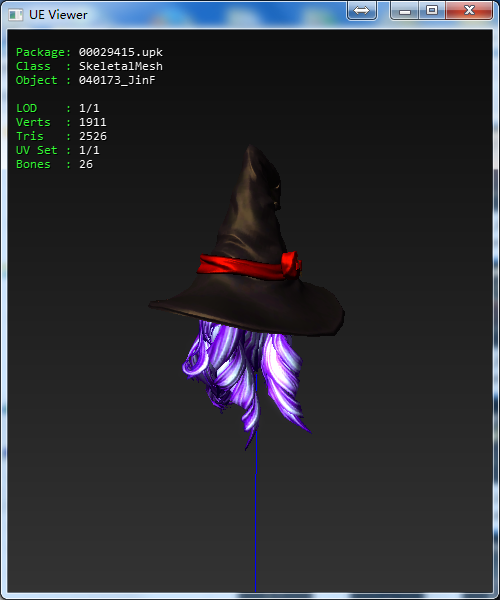 UE Viewer
Package: 00029415.upk
Class : SkeletalMesh
Object : 040173_JinF
LOD : 1/1
Verts : 1911
Tris : 2526
UV Set : 1/1
Bones : 26